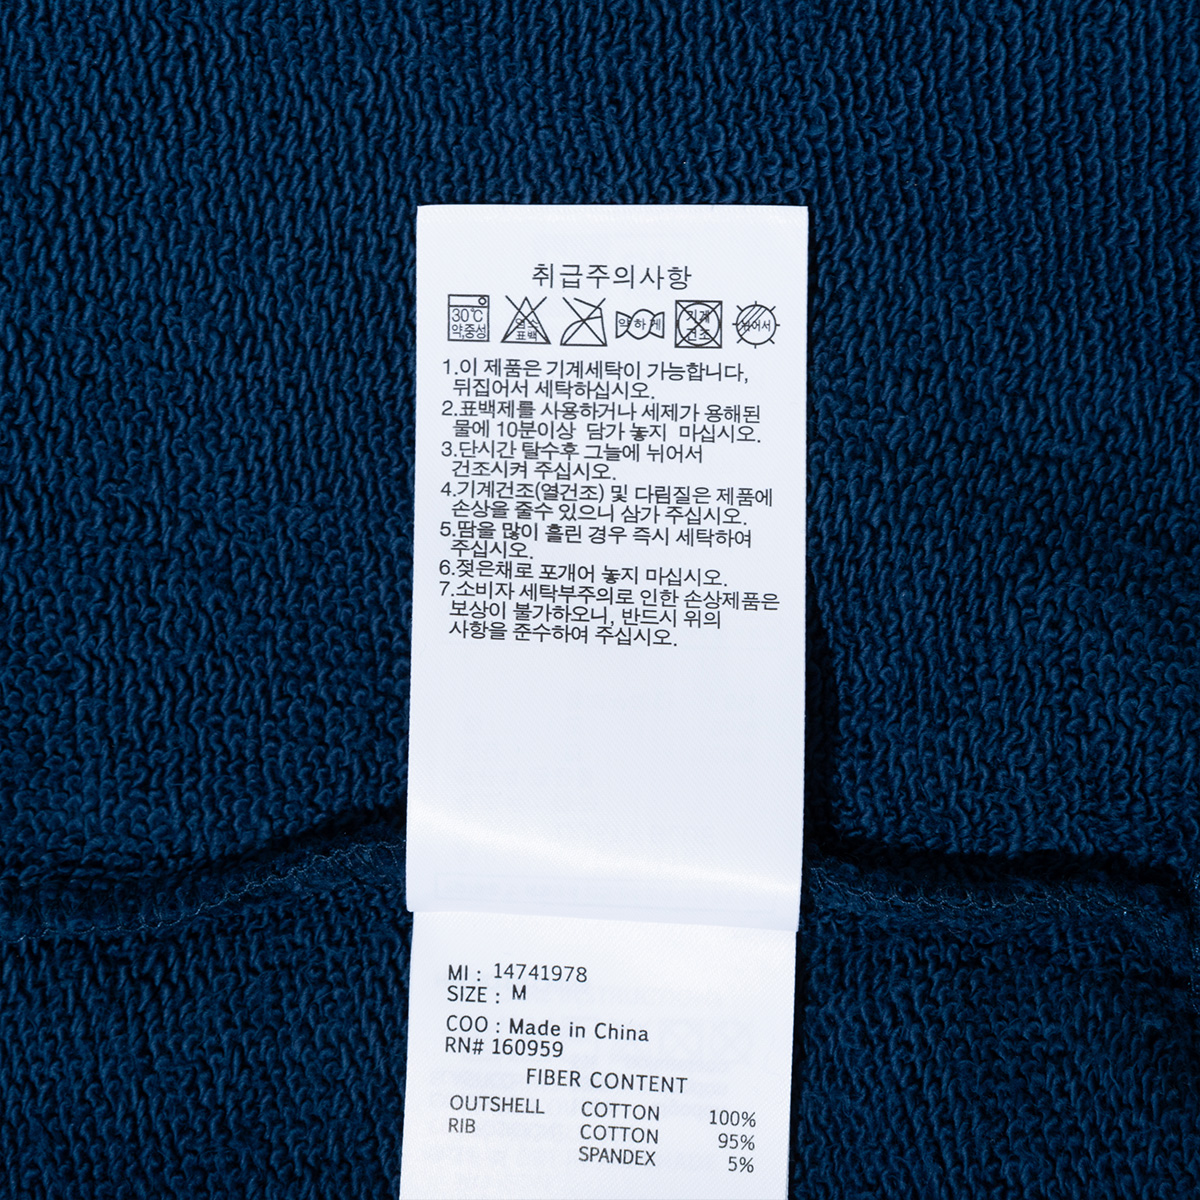 취급주의사항
30℃
약,중성
염소
표백
약하게
기계
건조
뉘어서
1.이 제품은 기계세탁이 가능합니다,
뒤집어서 세탁하십시오.
2.표백제를 사용하거나 세제가 용해된
물에 10분이상 담가 놓지 마십시오.
3.단시간 탈수후 그늘에 뉘어서
건조시켜 주십시오.
4.기계건조(열건조) 및 다림질은 제품에
손상을 줄수 있으니 삼가 주십시오.
5.땀을 많이 흘린 경우 즉시 세탁하여
주십시오.
6.젖은채로 포개어 놓지 마십시오.
7.소비자 세탁부주의로 인한 손상제품은
보상이 불가하오니, 반드시 위의
사항을 준수하여 주십시오.
MI : 14741978
SIZE : M
COO : Made in China
RN# 160959
FIBER CONTENT
OUTSHELL COTTON 100%
RIB COTTON 95%
SPANDEX 5%